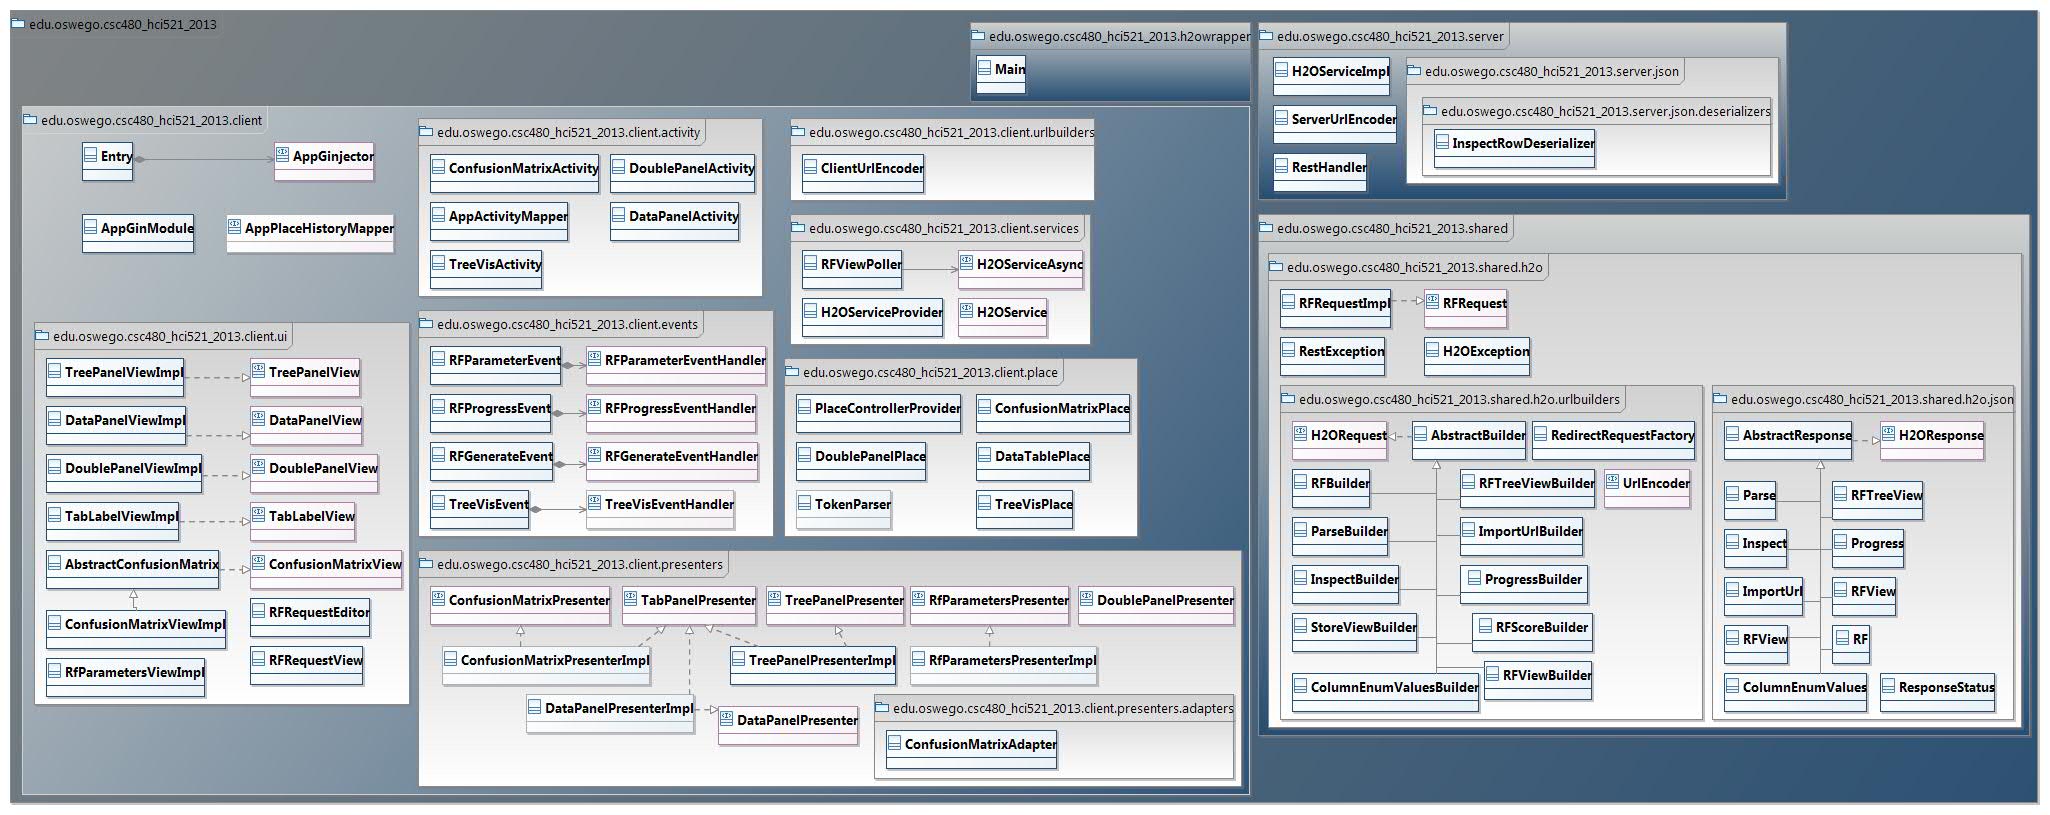 edu.oswego.csc480_hci521_2013
edu.oswego.csc480_hci521_2013.h2owrapper
Main
edu.oswego.csc480_hci521_2013.server
H2OServiceImpl
ServerUrlEncoder
RestHandler
edu.oswego.csc480_hci521_2013.server.json
edu.oswego.csc480_hci521_2013.server.json.deserializers
InspectRowDeserializer
edu.oswego.csc480_hci521_2013.client
Entry
AppGinjector
AppGinModule
AppPlaceHistoryMapper
edu.oswego.csc480_hci521_2013.client.activity
ConfusionMatrixActivity
DoublePanelActivity
AppActivityMapper
DataPanelActivity
TreeVisActivity
edu.oswego.csc480_hci521_2013.client.urlbuilders
ClientUrlEncoder
edu.oswego.csc480_hci521_2013.client.services
RFViewPoller
H2OServiceAsync
H2OServiceProvider
H2OService
edu.oswego.csc480_hci521_2013.client.ui
TreePanelViewImpl
TreePanelView
DataPanelViewImpl
DataPanelView
DoublePanelViewImpl
DoublePanelView
TabLabelViewImpl
TabLabelView
AbstractConfusionMatrix
ConfusionMatrixView
ConfusionMatrixViewImpl
RFRequestEditor
RfParametersViewImpl
RFRequestView
edu.oswego.csc480_hci521_2013.client.events
RFParameterEvent
RFParameterEventHandler
RFProgressEvent
RFProgressEventHandler
RFGenerateEvent
RFGenerateEventHandler
TreeVisEvent
TreeVisEventHandler
edu.oswego.csc480_hci521_2013.client.place
PlaceControllerProvider
ConfusionMatrixPlace
DoublePanelPlace
DataTablePlace
TokenParser
TreeVisPlace
edu.oswego.csc480_hci521_2013.client.presenters
ConfusionMatrixPresenter
TabPanelPresenter
TreePanelPresenter
RfParametersPresenter
DoublePanelPresenter
ConfusionMatrixPresenterImpl
TreePanelPresenterImpl
RfParametersPresenterImpl
DataPanelPresenterImpl
DataPanelPresenter
edu.oswego.csc480_hci521_2013.client.presenters.adapters
ConfusionMatrixAdapter
edu.oswego.csc480_hci521_2013.shared
edu.oswego.csc480_hci521_2013.shared.h2o
RFRequestImpl
RFRequest
RestException
H2OException
edu.oswego.csc480_hci521_2013.shared.h2o.urlbuilders
H2ORequest
AbstractBuilder
RedirectRequestFactory
RFBuilder
RFTreeViewBuilder
UrlEncoder
ParseBuilder
ImportUrlBuilder
InspectBuilder
ProgressBuilder
StoreViewBuilder
RFScoreBuilder
ColumnEnumValuesBuilder
RFViewBuilder
edu.oswego.csc480_hci521_2013.shared.h2o.json
AbstractResponse
H2OResponse
Parse
RFTreeView
Inspect
Progress
ImportUrl
RFView
RFView
RF
ColumnEnumValues
ResponseStatus